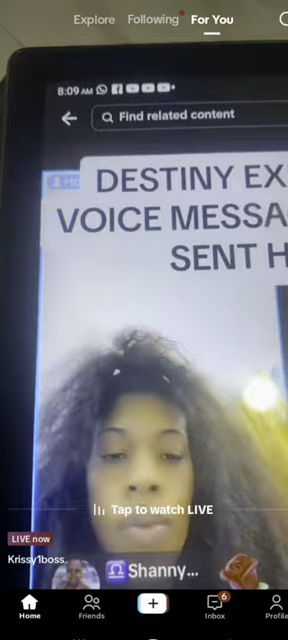 Explore Following For You
8:09 AM
Find related content
DESTINY EX
VOICE MESSA
SENT H
Tap to watch LIVE
LIVE now
Krissy1boss.
♎ Shanny...
6
Home Friends Inbox Profile